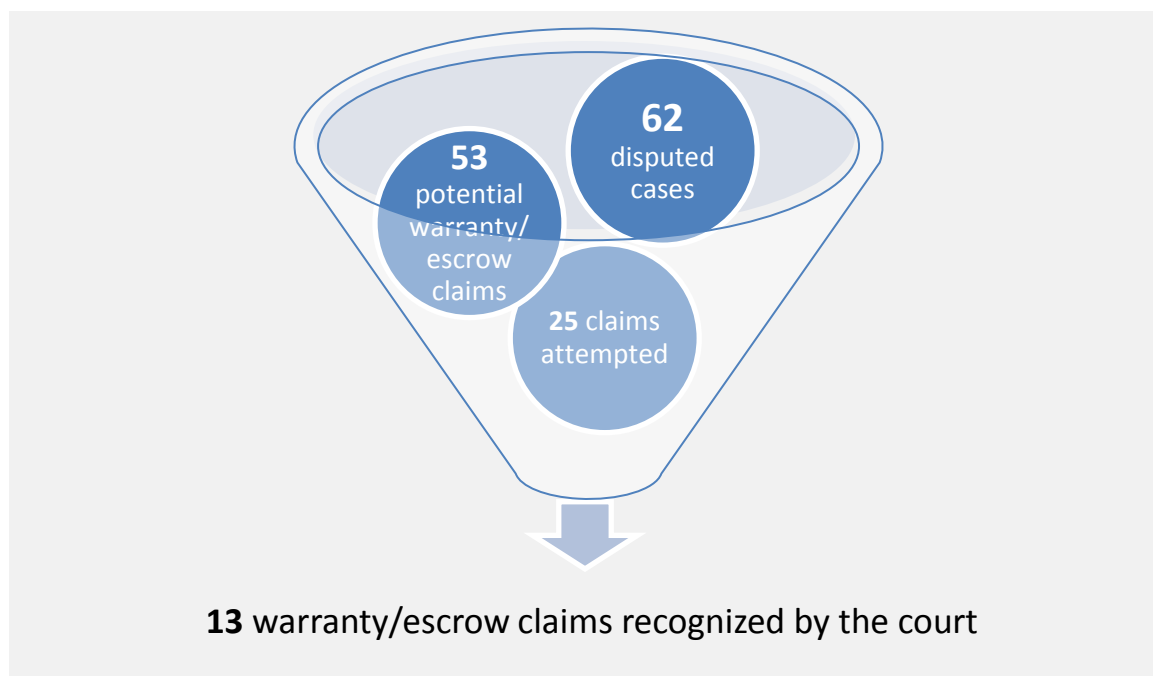 62
disputed
cases
53
potential
warranty/
escrow
claims
25 claims
attempted
13 warranty/escrow claims recognized by the court